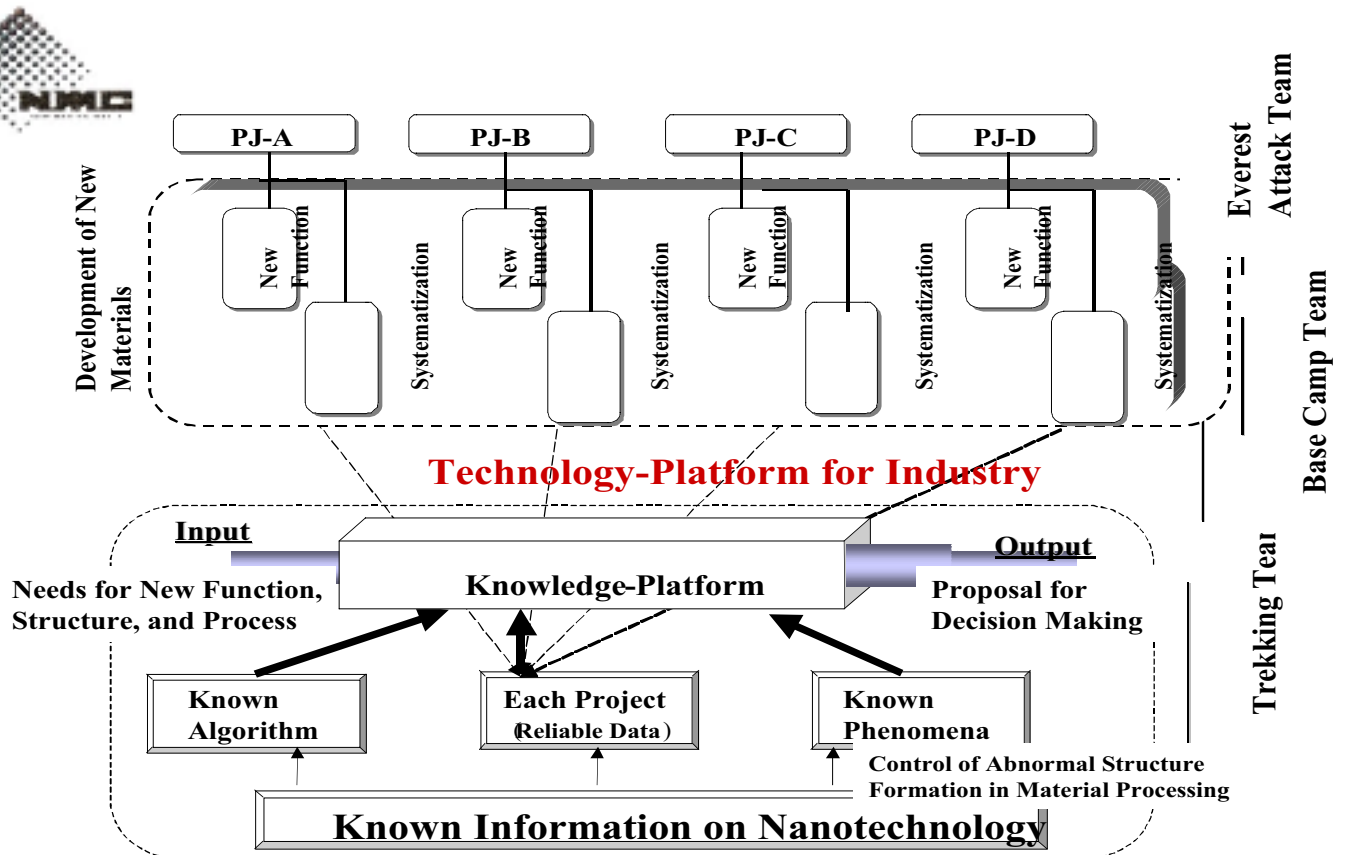 NMC
PJ-A
PJ-B
PJ-C
PJ-D
Everest
Attack Team
Development of New
Materials
New
Function
Systematization
New
Function
Systematization
New
Function
Systematization
New
Function
Systematization
Base Camp Team
Technology-Platform for Industry
Input
Output
Knowledge-Platform
Needs for New Function,
Structure, and Process
Proposal for
Decision Making
Trekking Tear
Known
Algorithm
Each Project
(Reliable Data)
Known
Phenomena
Control of Abnormal Structure
Formation in Material Processing
Known Information on Nanotechnology